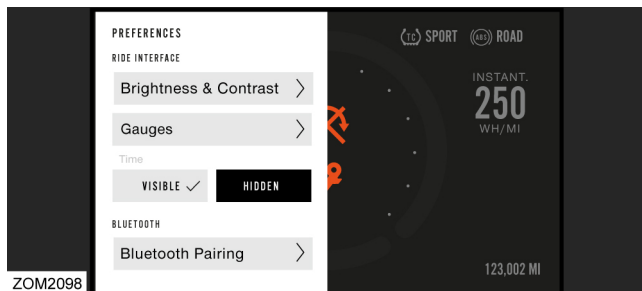 PREFERENCES
RIDE INTERFACE
Brightness & Contrast
Gauges
Time
VISIBLE HIDDEN
BLUETOOTH
Bluetooth Pairing
TC SPORT ABS ROAD
INSTANT.
250
WH/MI
123,002 MI
ZOM2098